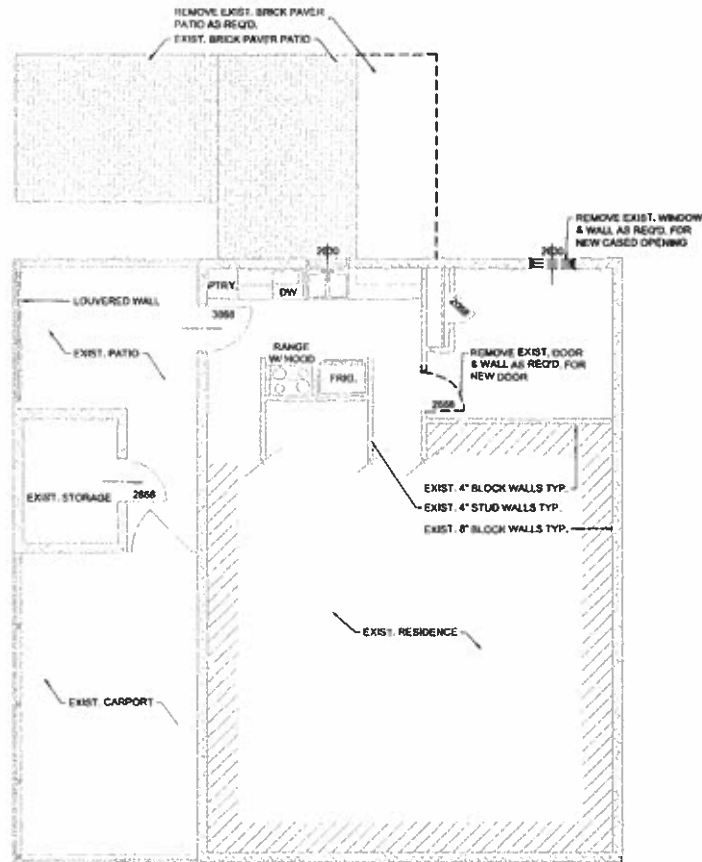 REMOVE EXIST. BRICK PAVER
PATIO AS REQ'D.
EXIST. BRICK PAVER PATIO
REMOVE EXIST. WINDOW
& WALL AS REQ'D. FOR
NEW CASED OPENING
PTRY.
DW
LOUVERED WALL
3068
EXIST. PATIO
RANGE
W/ HOOD
FRIG.
REMOVE EXIST. DOOR
& WALL AS REQ'D. FOR
NEW DOOR
2668
EXIST. 4" BLOCK WALLS TYP.
EXIST. STORAGE
2668
EXIST. 4" STUD WALLS TYP.
EXIST. 8" BLOCK WALLS TYP.
EXIST. RESIDENCE
EXIST. CARPORT